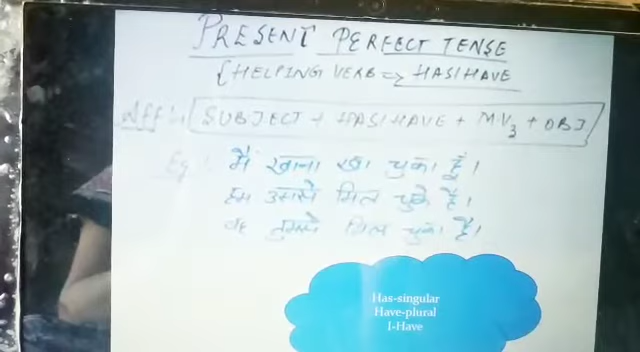 PRESENT PERFECT TENSE
{HELPING VERB => HAS/HAVE
Aff: SUBJECT + HAS/HAVE + MV3 + OBJ
Eg: मैं खाना खा चुका हूँ।
हम उससे मिल चुके हैं।
वह तुमसे मिल चुका है।
Has-singular
Have-plural
I-Have